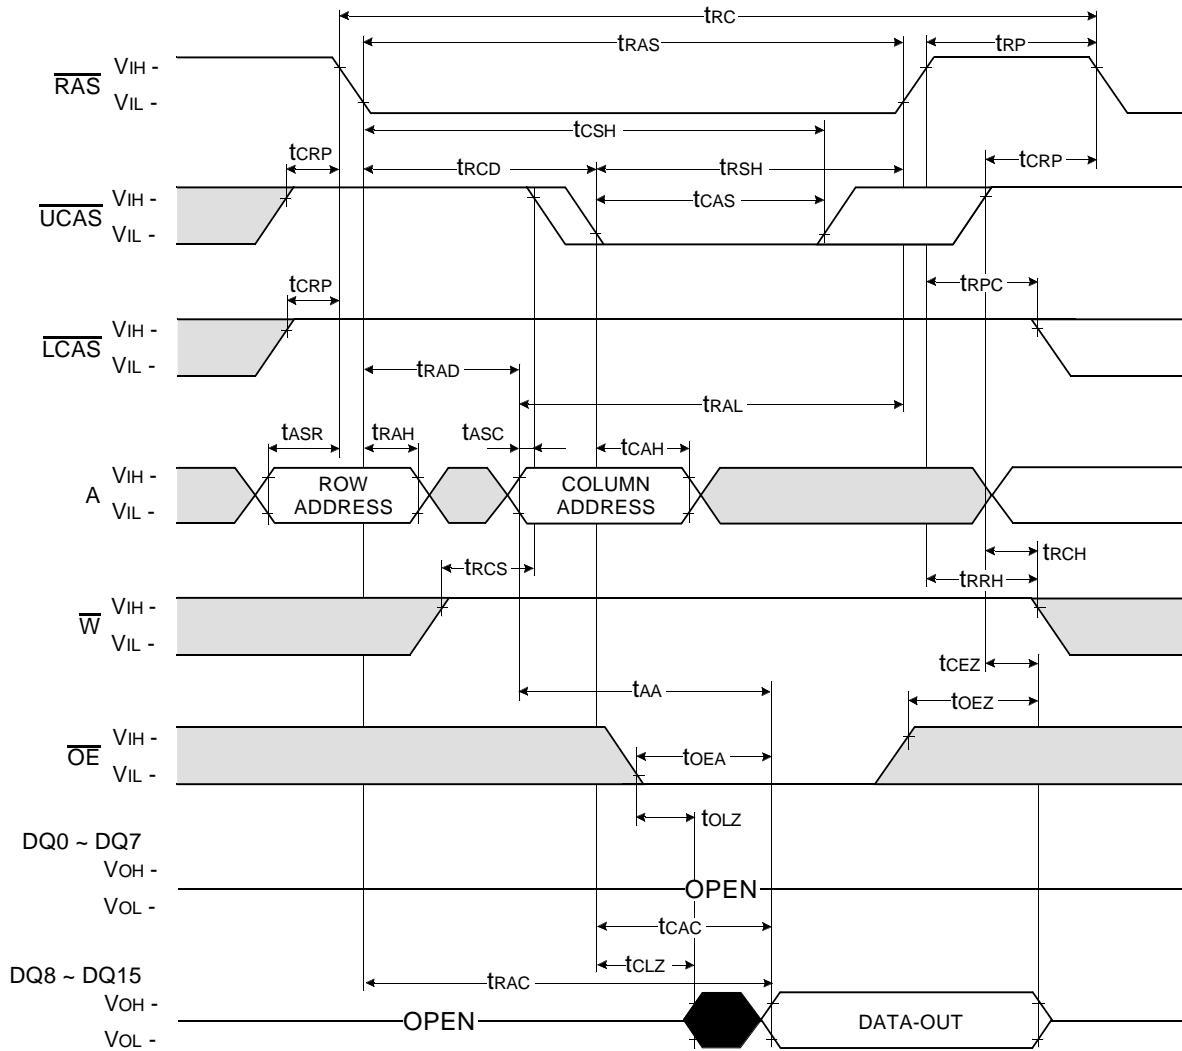 tRC
tRAS
tRP
RAS
VIH -
VIL -
tCSH
tCRP
tRCD
tRSH
tCRP
UCAS
VIH -
VIL -
tCAS
tRPC
tCRP
LCAS
VIH -
VIL -
tRAD
tRAL
tASR
tRAH
tASC
tCAH
A
VIH -
VIL -
ROW
ADDRESS
COLUMN
ADDRESS
tRCS
tRCH
tRRH
W
VIH -
VIL -
tCEZ
tAA
tOEZ
OE
VIH -
VIL -
tOEA
tOLZ
DQ0 ~ DQ7
VOH -
VOL -
OPEN
tCAC
tCLZ
DQ8 ~ DQ15
tRAC
VOH -
VOL -
OPEN
DATA-OUT